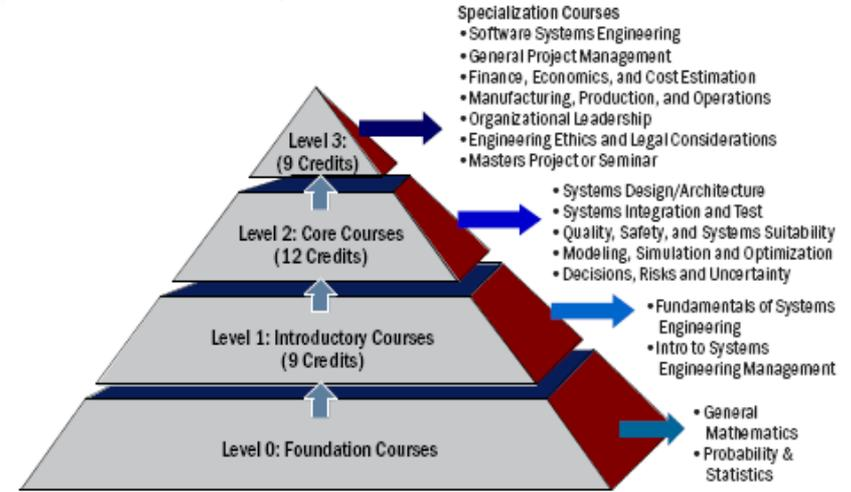 Specialization Courses
•Software Systems Engineering
•General Project Management
•Finance, Economics, and Cost Estimation
•Manufacturing, Production, and Operations
•Organizational Leadership
•Engineering Ethics and Legal Considerations
•Masters Project or Seminar
Level 3:
(9 Credits)
•Systems Design/Architecture
•Systems Integration and Test
•Quality, Safety, and Systems Suitability
•Modeling, Simulation and Optimization
•Decisions, Risks and Uncertainty
Level 2: Core Courses
(12 Credits)
•Fundamentals of Systems
Engineering
•Intro to Systems
Engineering Management
Level 1: Introductory Courses
(9 Credits)
•General
Mathematics
•Probability &
Statistics
Level 0: Foundation Courses